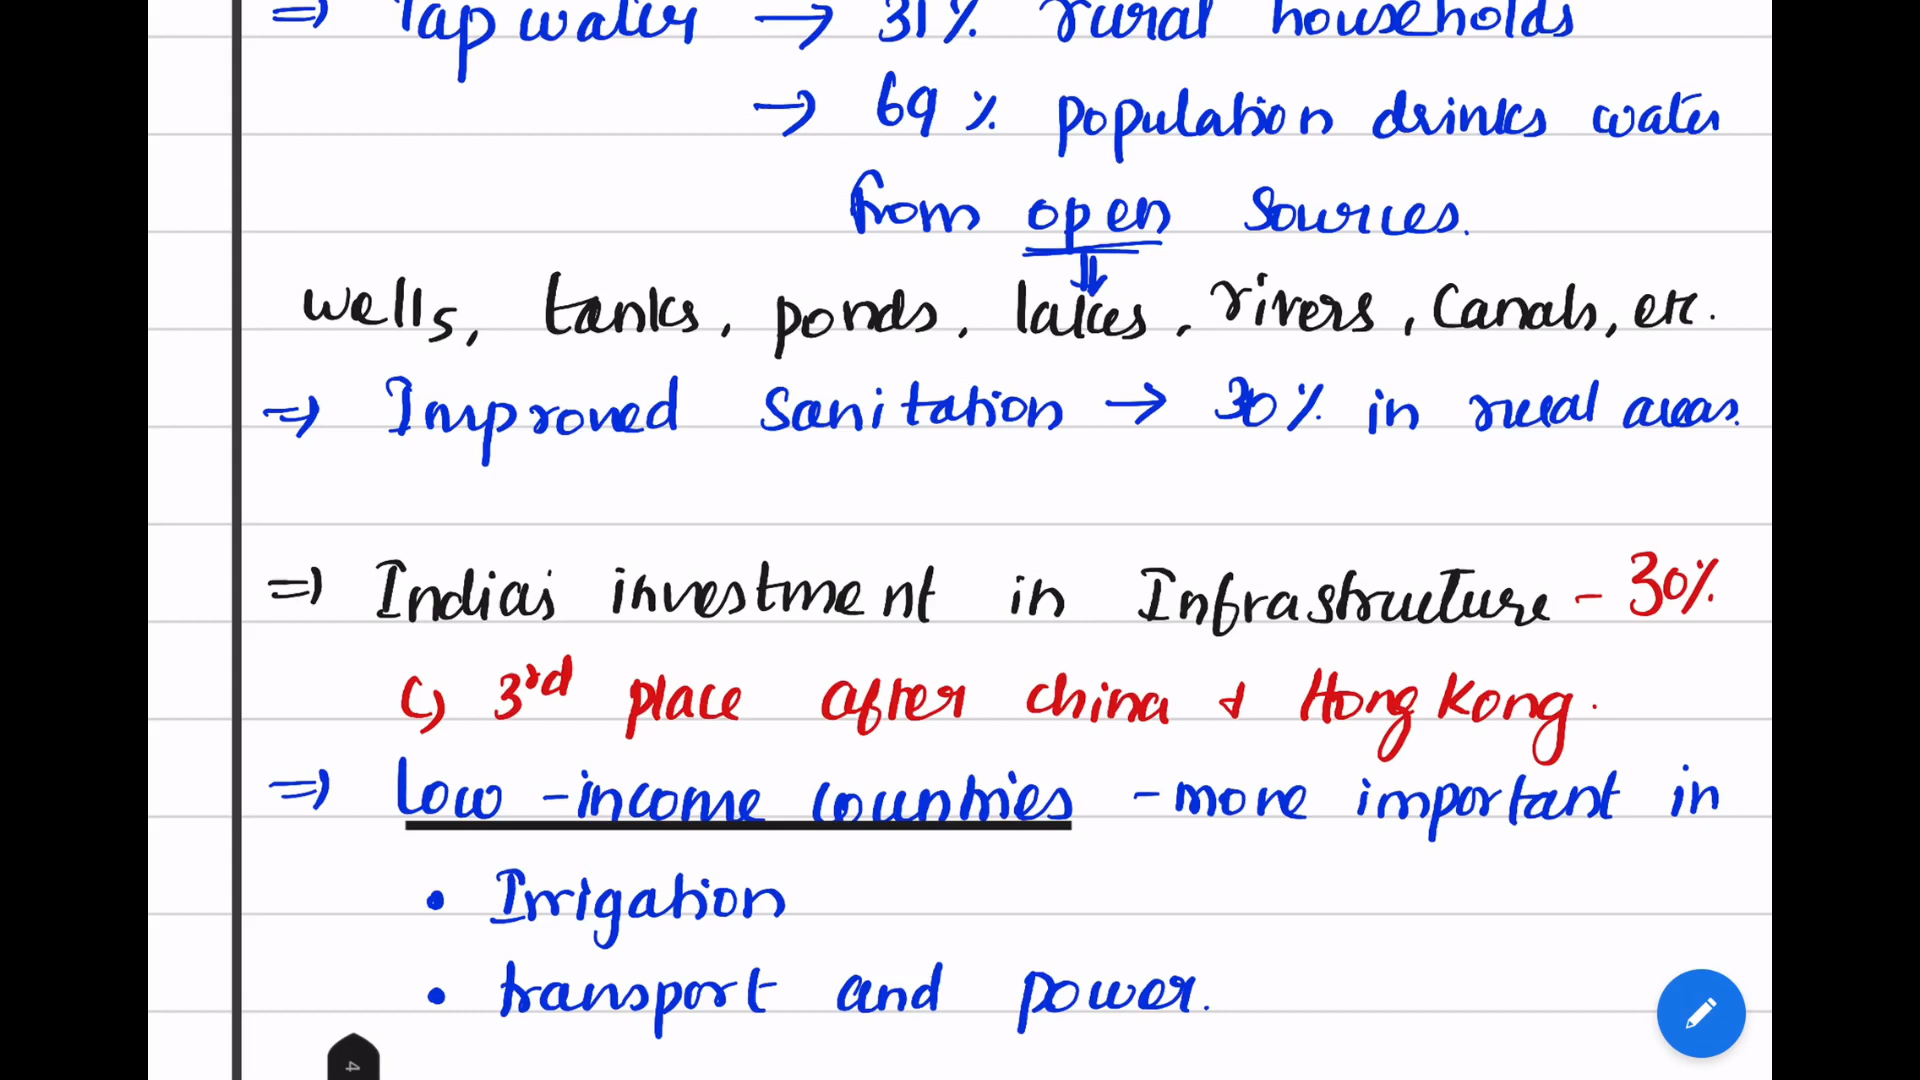 ⇒ Tap water → 31% rural households
→ 69% population drinks water
from open sources.
wells, tanks, ponds, lakes, rivers, Canals, etc.
⇒ Improved Sanitation → 30% in rural areas.
⇒ India's investment in Infrastructure - 30%
↳ 3rd place after china & Hong Kong.
⇒ Low-income countries - more important in
• Irrigation
• transport and power.
4